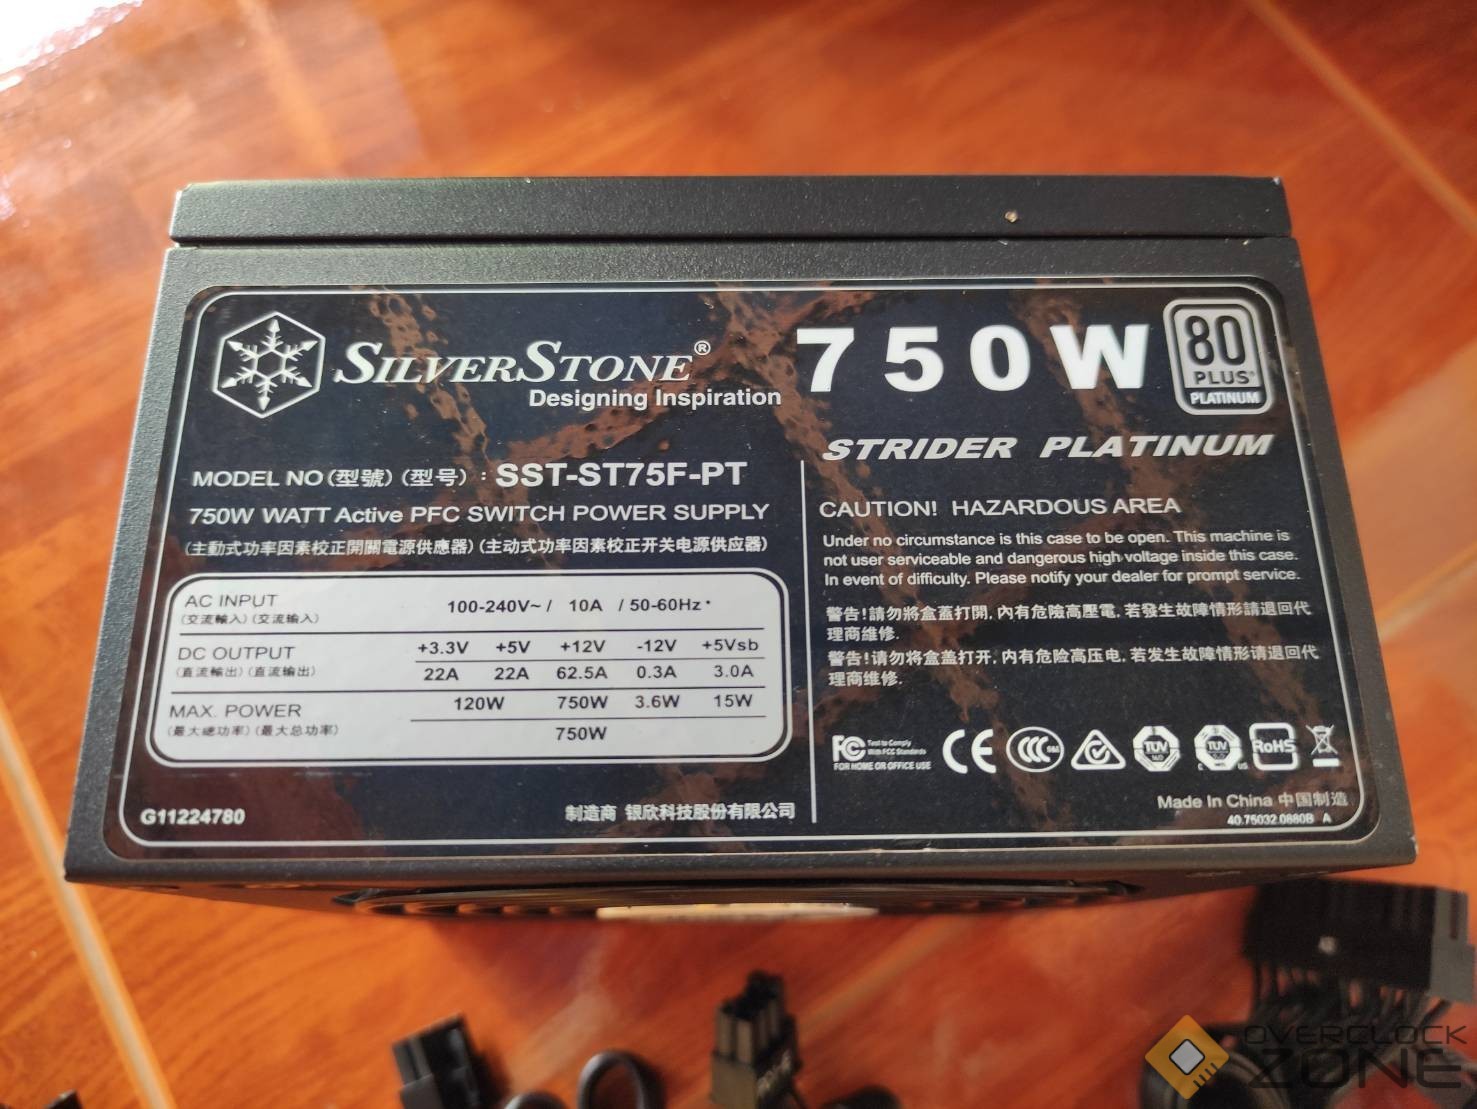 SILVERSTONE®
Designing Inspiration
750W
80
PLUS®
PLATINUM
STRIDER PLATINUM
MODEL NO(型號)(型号)：SST-ST75F-PT
750W WATT Active PFC SWITCH POWER SUPPLY
(主動式功率因素校正開關電源供應器)(主动式功率因素校正开关电源供应器)
AC INPUT 100-240V~ / 10A / 50-60Hz
(交流輸入)(交流输入)
DC OUTPUT +3.3V +5V +12V -12V +5Vsb
(直流輸出)(直流输出) 22A 22A 62.5A 0.3A 3.0A
MAX. POWER 120W 750W 3.6W 15W
(最大總功率)(最大总功率) 750W
G11224780
制造商 银欣科技股份有限公司
CAUTION! HAZARDOUS AREA
Under no circumstance is this case to be open. This machine is
not user serviceable and dangerous high voltage inside this case.
In event of difficulty. Please notify your dealer for prompt service.
警告!請勿將盒蓋打開, 內有危險高壓電, 若發生故障情形請退回代
理商維修.
警告!请勿将盒盖打开, 内有危险高压电, 若发生故障情形请退回代
理商维修.
FC Test to Comply
With FCC Standards
FOR HOME OR OFFICE USE
CE
CCC
TUV
TUV
C US
RoHS
Made In China 中国制造
40.75032.0880B A
OVERCLOCK
ZONE